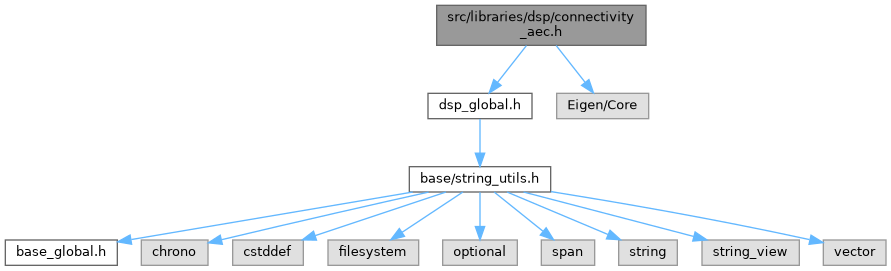 src/libraries/dsp/connectivity
_aec.h
dsp_global.h
Eigen/Core
base/string_utils.h
base_global.h
chrono
cstddef
filesystem
optional
span
string
string_view
vector